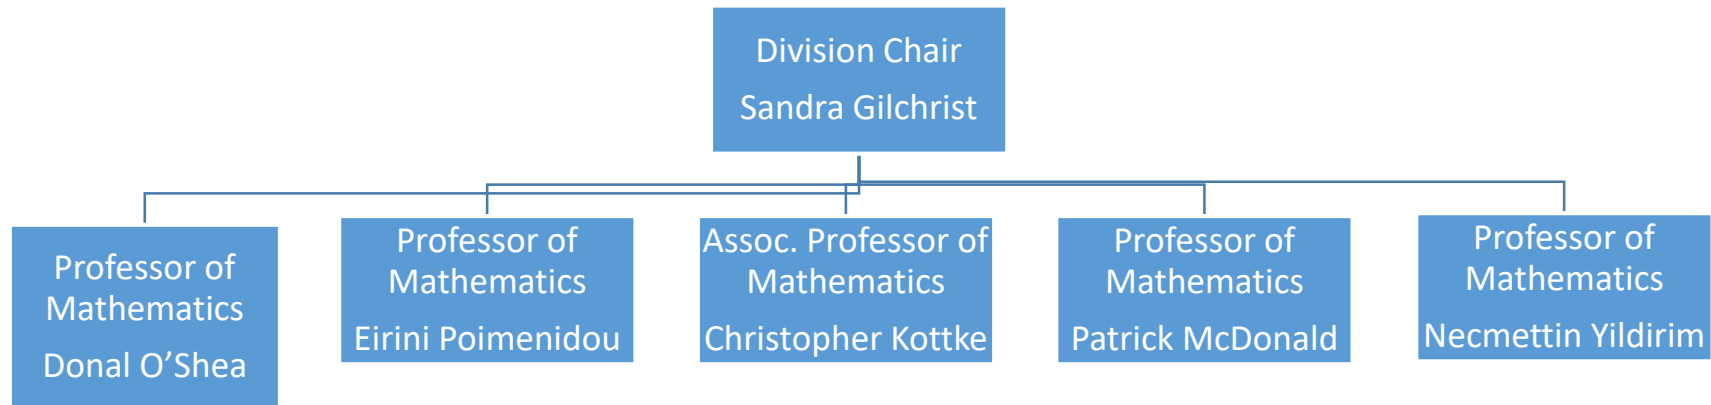 Division Chair
Sandra Gilchrist
Professor of
Mathematics
Donal O’Shea
Professor of
Mathematics
Eirini Poimenidou
Assoc. Professor of
Mathematics
Christopher Kottke
Professor of
Mathematics
Patrick McDonald
Professor of
Mathematics
Necmettin Yildirim